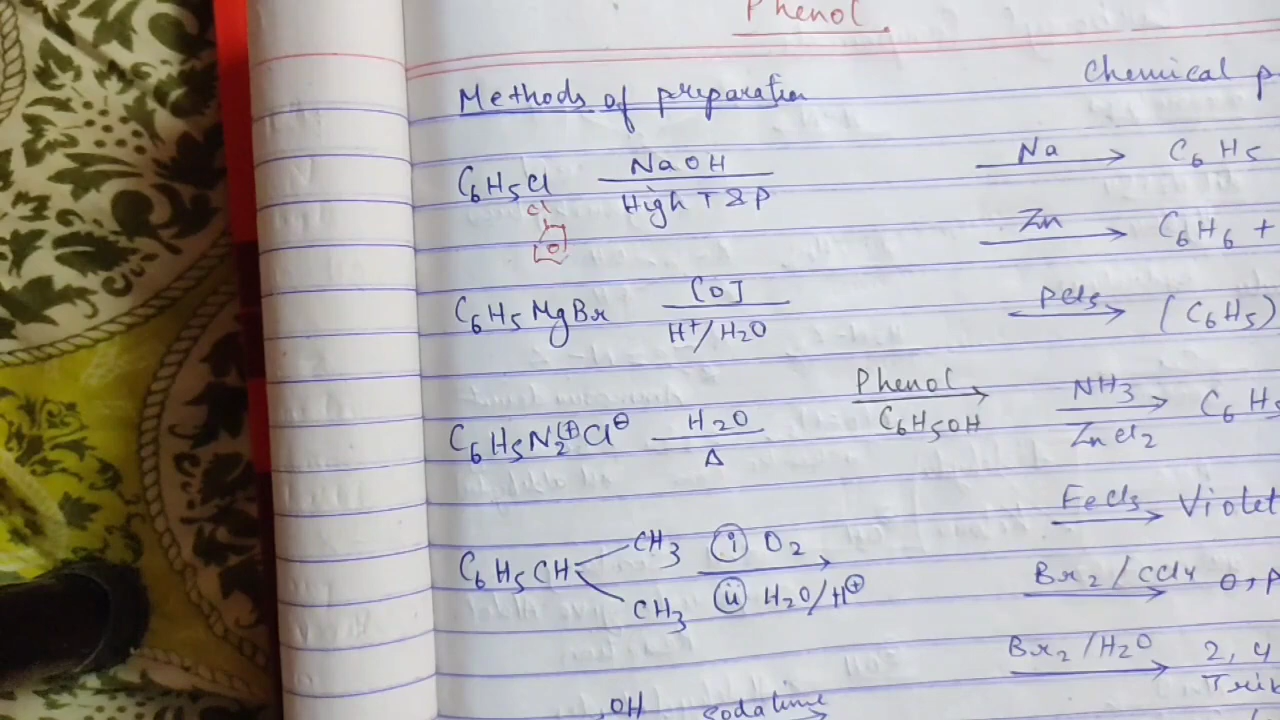 Phenol
Methods of preparation
Chemical p
C6H5Cl NaOH High T & P
Cl
C6H5MgBr [O] H+/H2O
C6H5N2⊕Cl⊖ H2O Δ
C6H5CH CH3 CH3 (i) O2 (ii) H2O/H⊕
OH sodalime
Phenol C6H5OH
Na C6H5
Zn C6H6 +
PCl5 (C6H5)
NH3 ZnCl2 C6H5
FeCl3 Violet
Br2/CCl4 o, p
Br2/H2O 2, 4
Trib